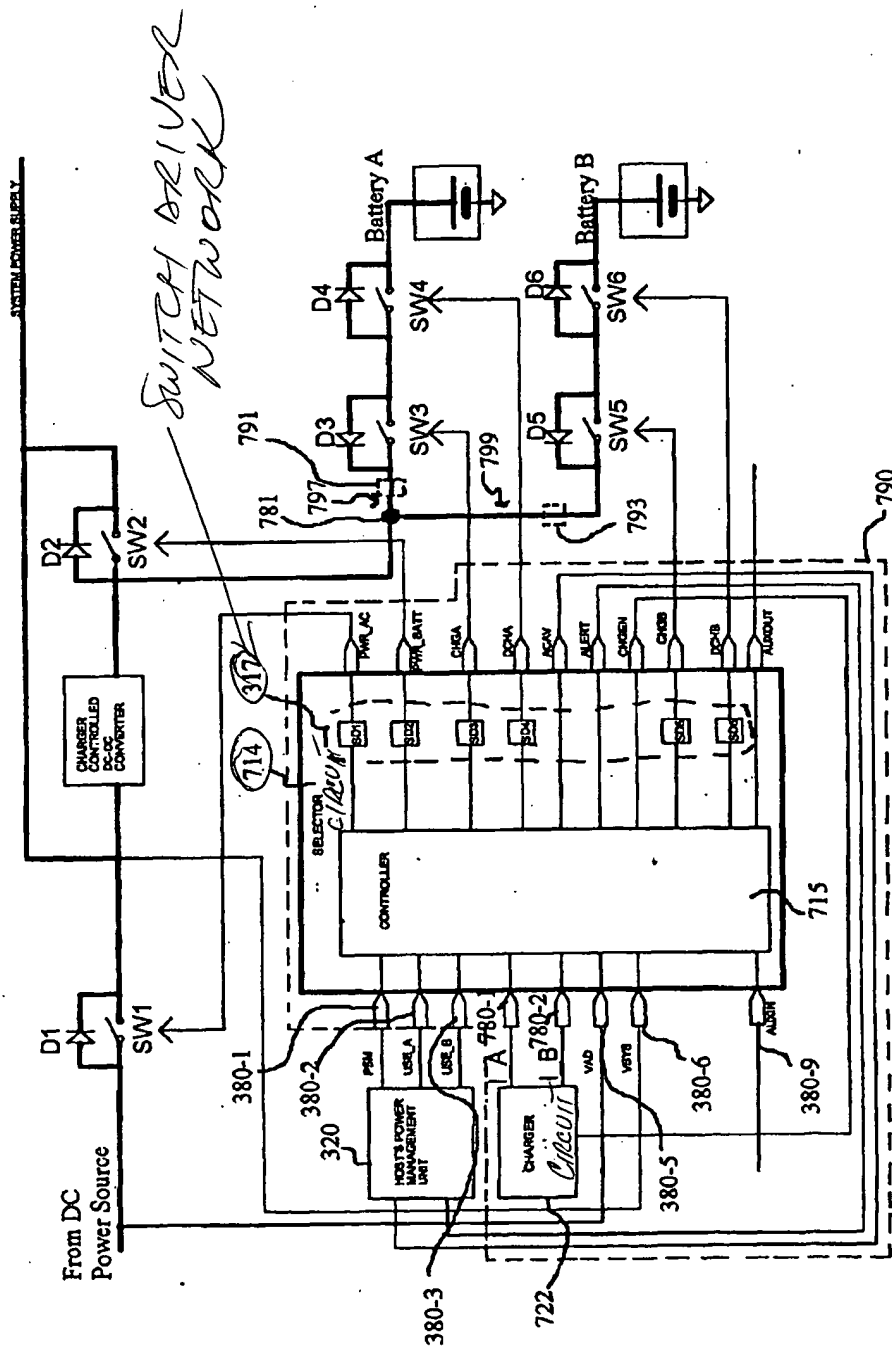 SYSTEM POWER SUPPLY
SWITCH DRIVER
NETWORK
From DC
Power Source
D1
SW1
CHARGER
CONTROLLED
DC-DC
CONVERTER
D2
SW2
791
797
781
D3
SW3
D4
SW4
Battery A
799
793
D5
SW5
D6
SW6
Battery B
790
317
714
SELECTOR
CIRCUIT
CONTROLLER
715
SD1
SD2
SD3
SD4
PWR_AC
PWR_BATT
CHGA
DCHA
ACAV
ALERT
CHGEN
CHGB
DCHB
AUXOUT
380-1
380-2
380-3
PSM
USE_A
USE_B
320
HOST'S POWER
MANAGEMENT
UNIT
780-1
780-2
A
B
CHARGER
CIRCUIT
722
VAD
VSYS
380-5
380-6
AUXIN
380-9